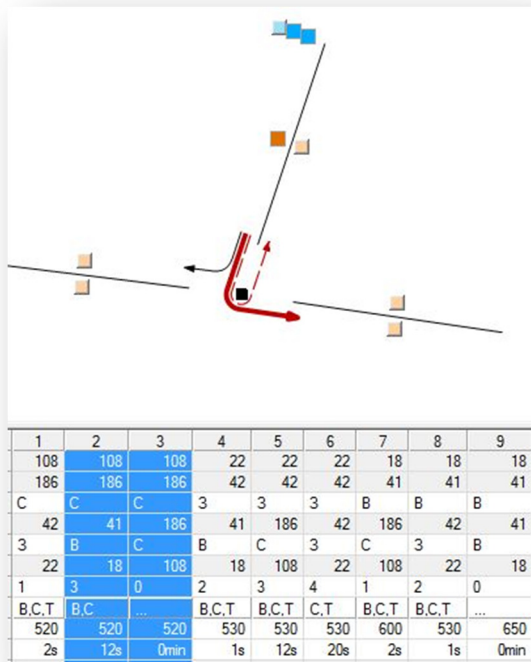 1 2 3 4 5 6 7 8 9
108 108 108 22 22 22 18 18 18
186 186 186 42 42 42 41 41 41
C C C 3 3 3 B B B
42 41 186 41 186 42 186 42 41
3 B C B C 3 C 3 B
22 18 108 18 108 22 108 22 18
1 3 0 2 3 4 1 2 0
B,C,T B,C ... B,C,T B,C,T C,T B,C,T B,C,T ...
520 520 520 530 530 530 600 530 650
2s 12s 0min 1s 12s 20s 2s 1s 0min